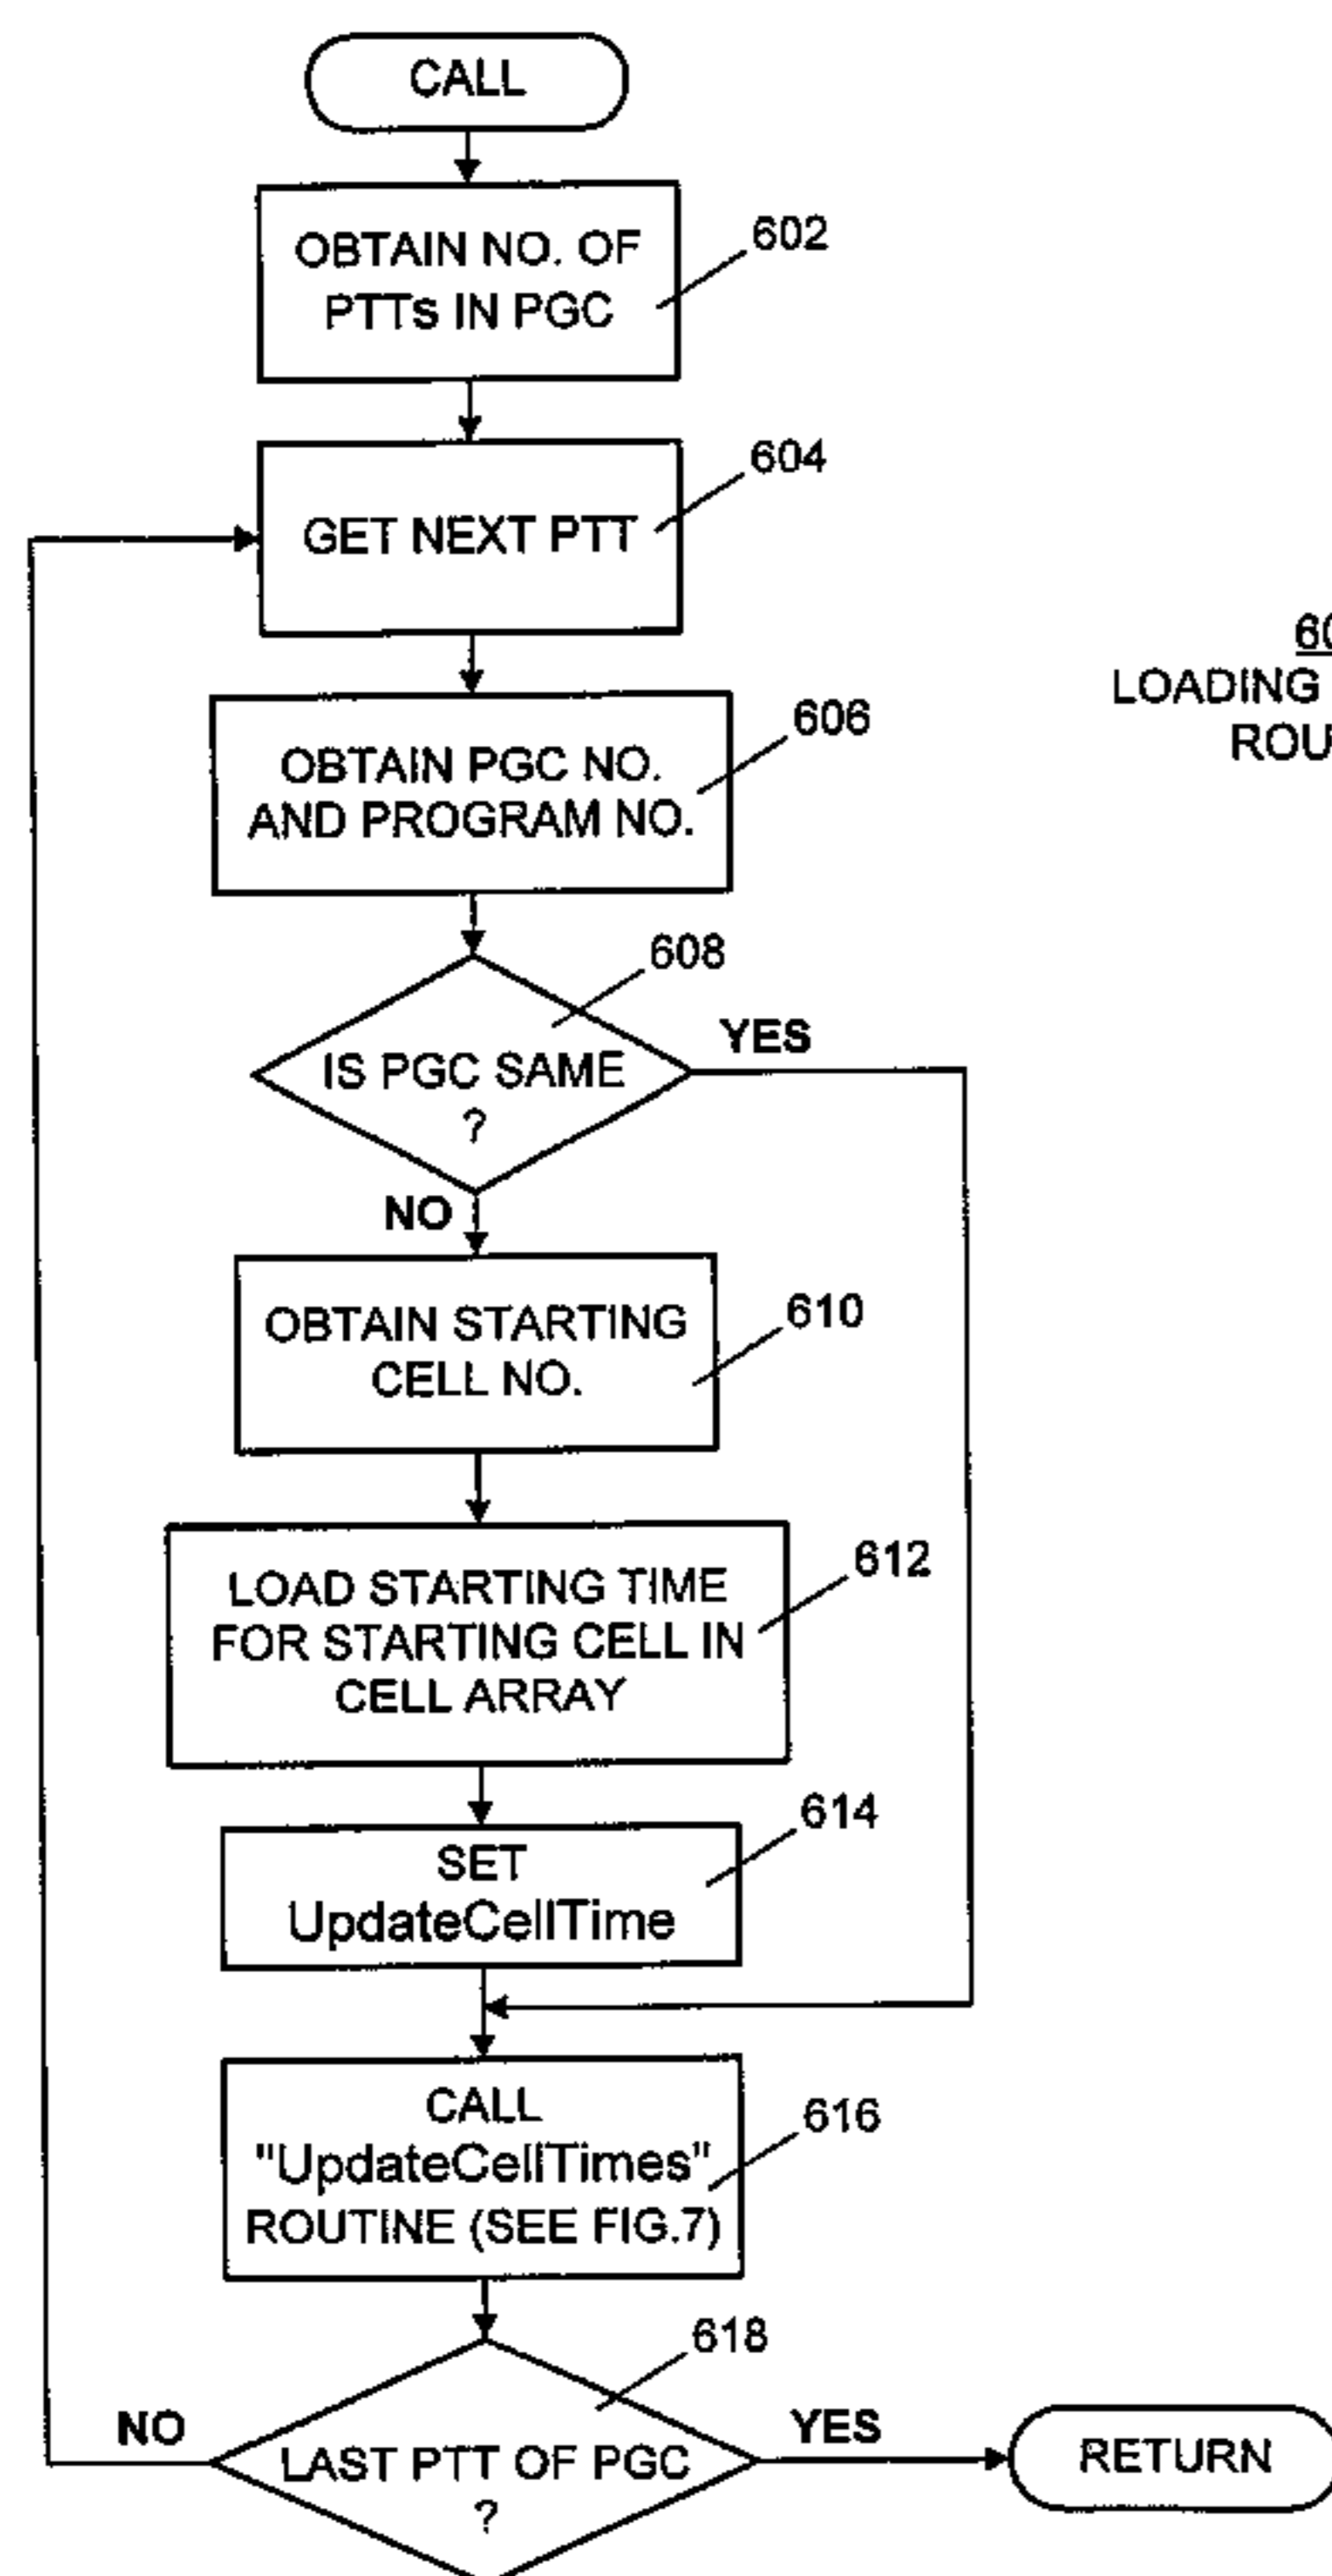 CALL
OBTAIN NO. OF
PTTs IN PGC
602
GET NEXT PTT
604
OBTAIN PGC NO.
AND PROGRAM NO.
606
LOADING
608
IS PGC SAME
?
YES
NO
OBTAIN STARTING
CELL NO.
610
LOAD STARTING TIME
FOR STARTING CELL IN
CELL ARRAY
612
SET
UpdateCellTime
614
CALL
"UpdateCellTimes"
ROUTINE (SEE FIG.7)
616
618
LAST PTT OF PGC
?
NO
YES
RETURN